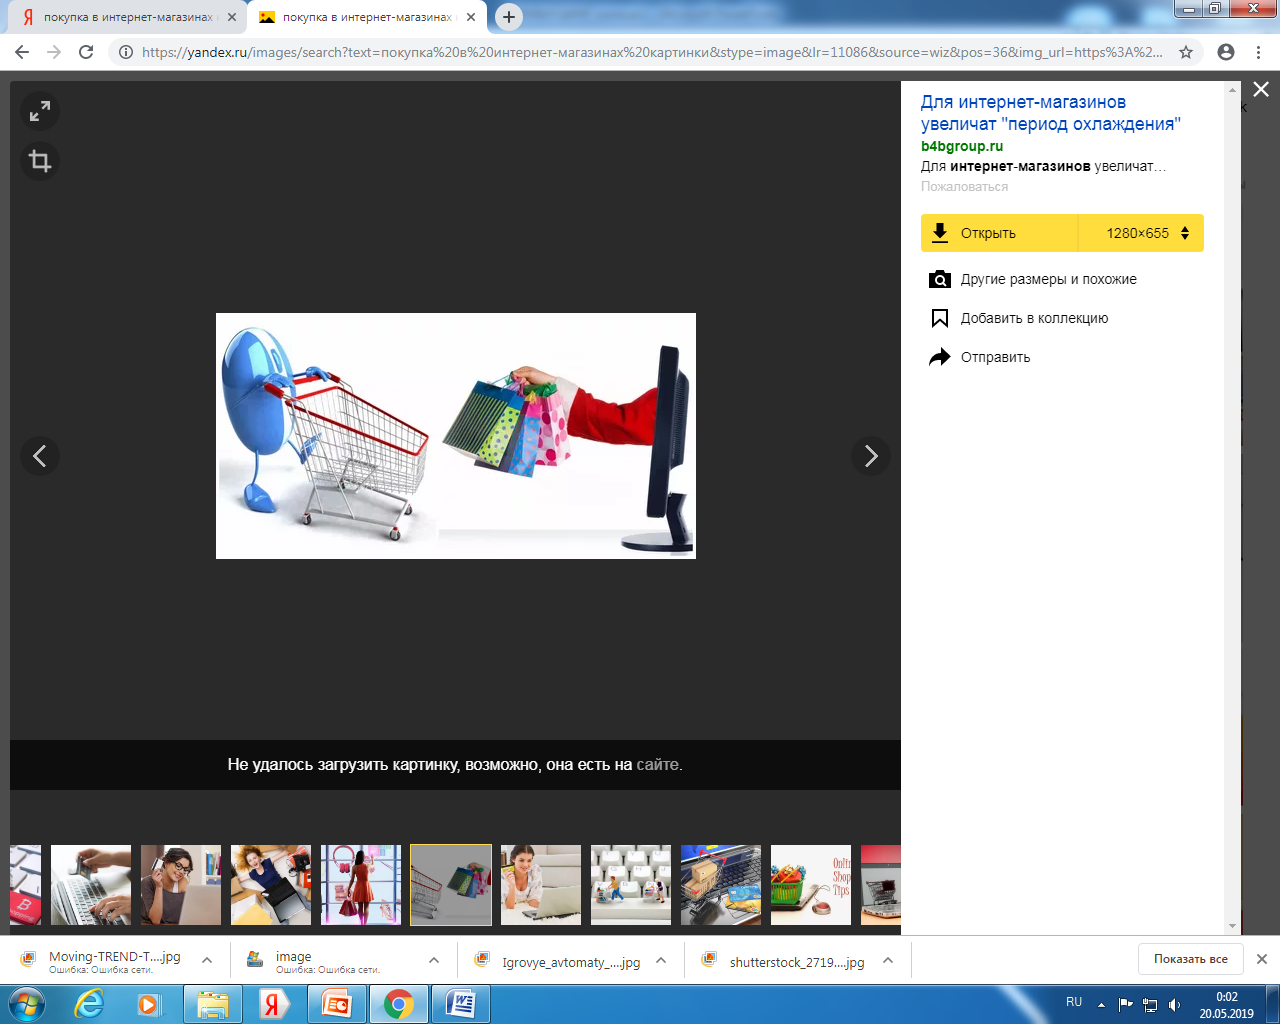 покупка в интернет-магазинах
покупка в интернет-магазинах
https://yandex.ru/images/search?text=покупка%20в%20интернет-магазинах%20картинки&stype=image&lr=11086&source=wiz&pos=36&img_url=https%3A%2...
Для интернет-магазинов
увеличат "период охлаждения"
b4bgroup.ru
Для интернет-магазинов увеличат...
Пожаловаться
Открыть
1280×655
Другие размеры и похожие
Добавить в коллекцию
Отправить
Не удалось загрузить картинку, возможно, она есть на сайте.
Online
Shop
Tips
Moving-TREND-T....jpg
Ошибка: Ошибка сети.
image
Ошибка: Ошибка сети.
Igrovye_avtomaty_....jpg
shutterstock_2719....jpg
Показать все
RU
0:02
20.05.2019